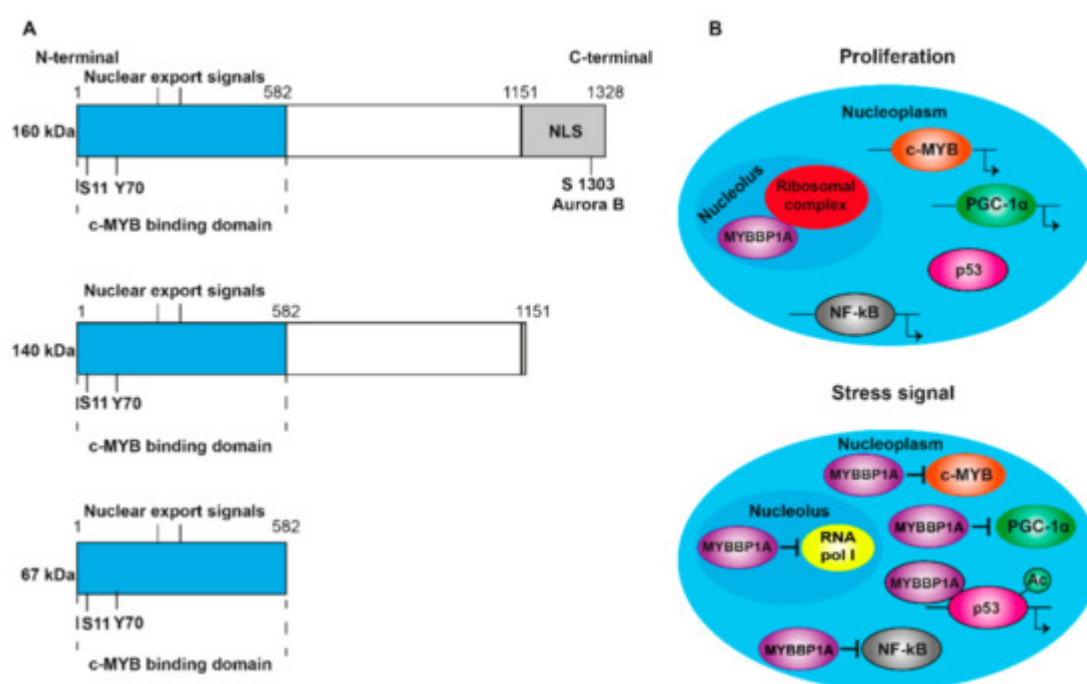 A
N-terminal
C-terminal
Nuclear export signals
1
582
1151
1328
160 kDa
NLS
S11 Y70
S 1303
Aurora B
c-MYB binding domain
Nuclear export signals
1
582
1151
140 kDa
S11 Y70
c-MYB binding domain
Nuclear export signals
1
582
67 kDa
S11 Y70
c-MYB binding domain
B
Proliferation
Nucleoplasm
c-MYB
Nucleolus
Ribosomal
complex
MYBBP1A
PGC-1α
p53
NF-kB
Stress signal
Nucleoplasm
MYBBP1A
c-MYB
Nucleolus
MYBBP1A
RNA
pol I
MYBBP1A
PGC-1α
MYBBP1A
Ac
p53
MYBBP1A
NF-kB